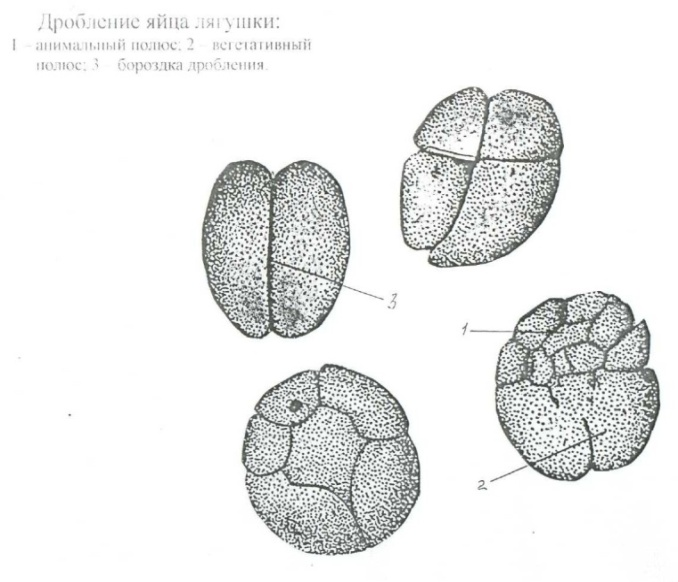 Дробление яйца лягушки:
1 – анимальный полюс; 2 – вегетативный
полюс; 3 – бороздка дробления.
3
1
2